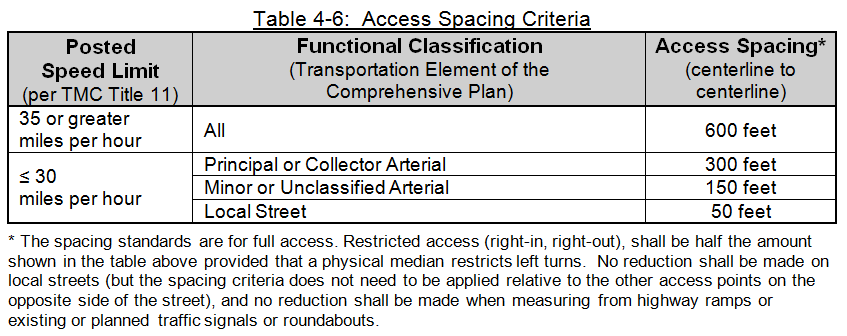 Table 4-6:  Access Spacing Criteria
Posted
Speed Limit
(per TMC Title 11)
Functional Classification
(Transportation Element of the
Comprehensive Plan)
Access Spacing*
(centerline to
centerline)
35 or greater
miles per hour
All
600 feet
≤ 30
miles per hour
Principal or Collector Arterial
300 feet
Minor or Unclassified Arterial
150 feet
Local Street
50 feet
* The spacing standards are for full access. Restricted access (right-in, right-out), shall be half the amount
shown in the table above provided that a physical median restricts left turns.  No reduction shall be made on
local streets (but the spacing criteria does not need to be applied relative to the other access points on the
opposite side of the street), and no reduction shall be made when measuring from highway ramps or
existing or planned traffic signals or roundabouts.